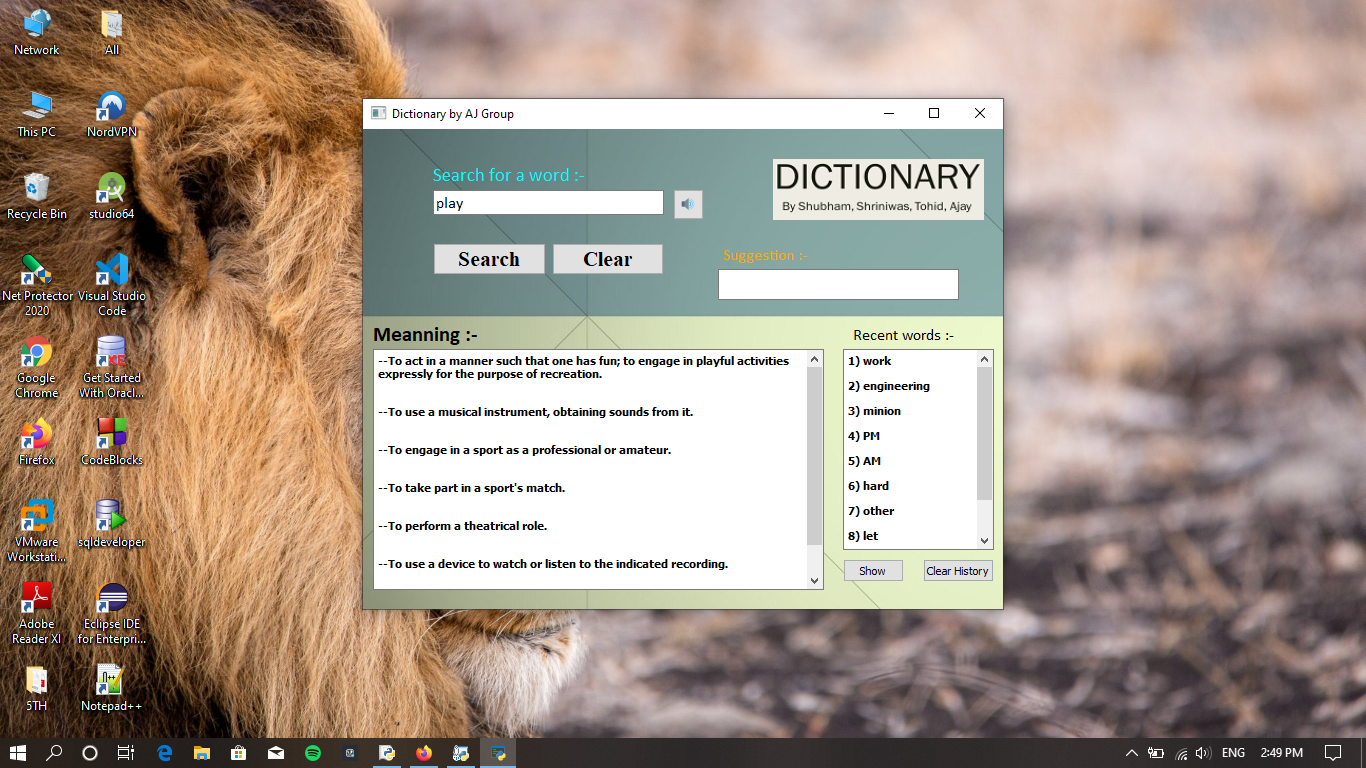 Network
All
This PC
NordVPN
Recycle Bin
studio64
Net Protector
2020
Visual Studio
Code
Google
Chrome
Get Started
With Oracl...
Firefox
CodeBlocks
VMware
Workstati...
sqldeveloper
Adobe
Reader XI
Eclipse IDE
for Enterpri...
5TH
Notepad++
Dictionary by AJ Group
Search for a word :-
play
DICTIONARY
By Shubham, Shriniwas, Tohid, Ajay
Search
Clear
Suggestion :-
Meanning :-
--To act in a manner such that one has fun; to engage in playful activities
expressly for the purpose of recreation.
--To use a musical instrument, obtaining sounds from it.
--To engage in a sport as a professional or amateur.
--To take part in a sport's match.
--To perform a theatrical role.
--To use a device to watch or listen to the indicated recording.
Recent words :-
1) work
2) engineering
3) minion
4) PM
5) AM
6) hard
7) other
8) let
Show
Clear History
ENG
2:49 PM